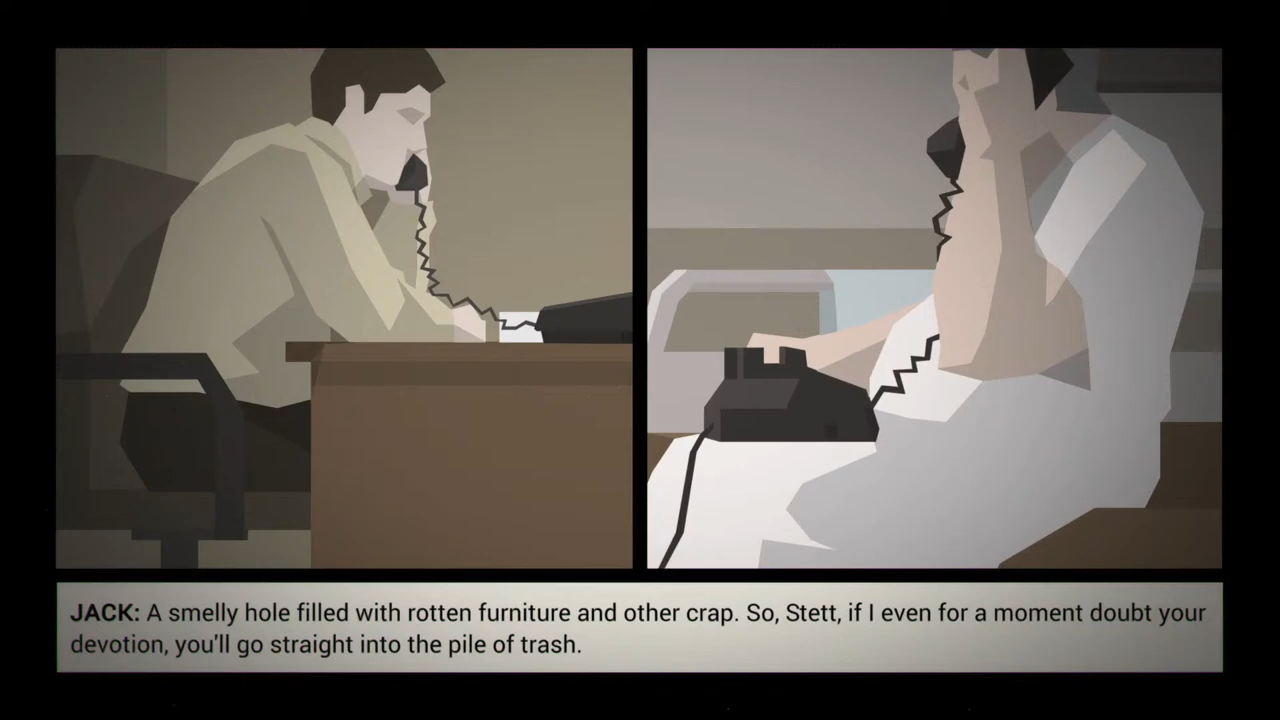 JACK: A smelly hole filled with rotten furniture and other crap. So, Stett, if I even for a moment doubt your
devotion, you'll go straight into the pile of trash.